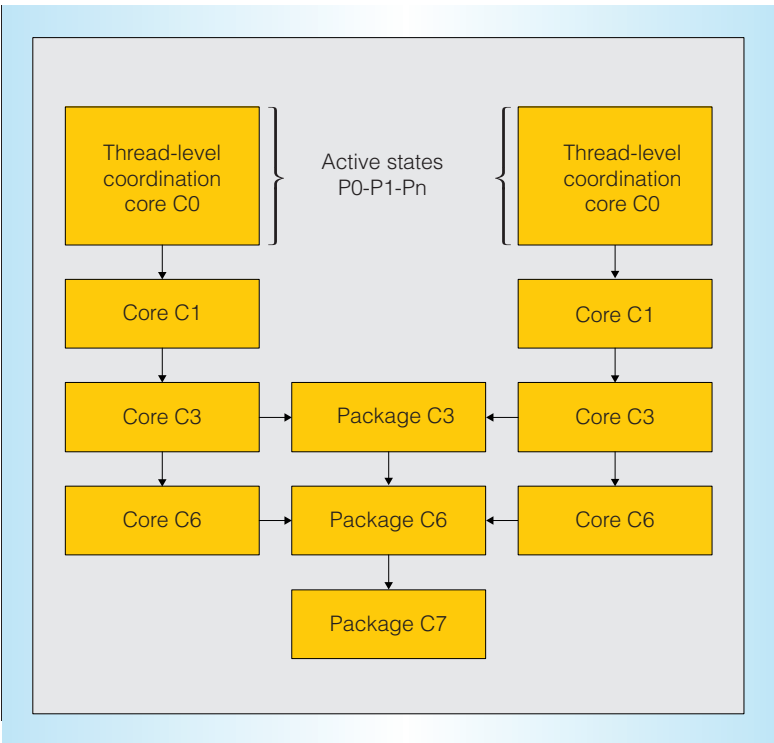 Thread-level
coordination
core C0
Active states
P0-P1-Pn
Thread-level
coordination
core C0
Core C1
Core C1
Core C3
Package C3
Core C3
Core C6
Package C6
Core C6
Package C7